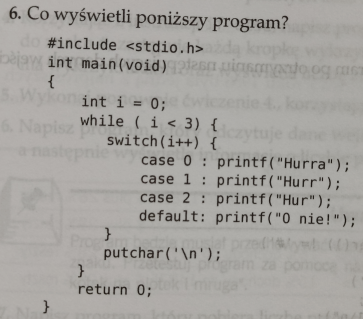 6. Co wyświetli poniższy program?
#include <stdio.h>
int main(void)
{
    int i = 0;
    while ( i < 3) {
        switch(i++) {
            case 0 : printf("Hurra");
            case 1 : printf("Hurr");
            case 2 : printf("Hur");
            default: printf("O nie!");
        }
        putchar('\n');
    }
    return 0;
}